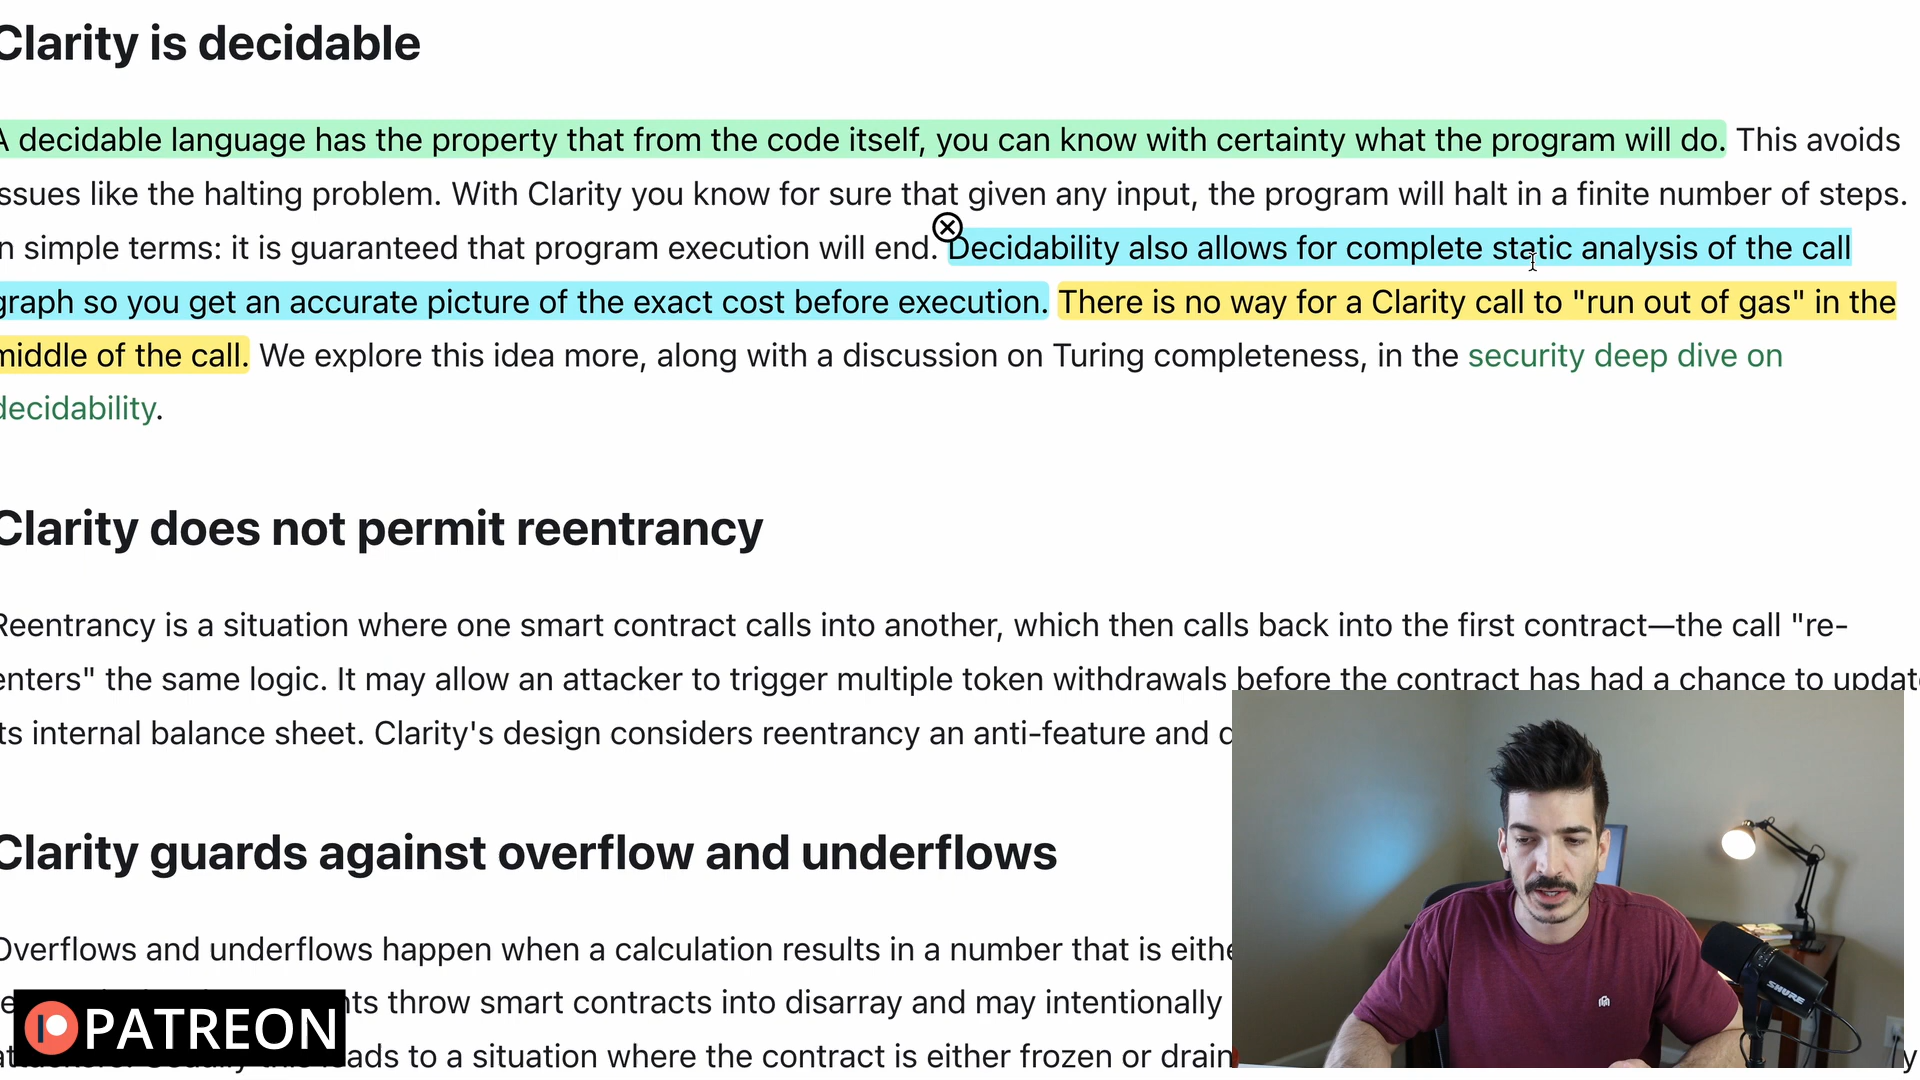 Clarity is decidable
A decidable language has the property that from the code itself, you can know with certainty what the program will do. This avoids
issues like the halting problem. With Clarity you know for sure that given any input, the program will halt in a finite number of steps.
In simple terms: it is guaranteed that program execution will end. Decidability also allows for complete static analysis of the call
graph so you get an accurate picture of the exact cost before execution. There is no way for a Clarity call to "run out of gas" in the
middle of the call. We explore this idea more, along with a discussion on Turing completeness, in the security deep dive on
decidability.
Clarity does not permit reentrancy
Reentrancy is a situation where one smart contract calls into another, which then calls back into the first contract—the call "re-
enters" the same logic. It may allow an attacker to trigger multiple token withdrawals before the contract has had a chance to update
its internal balance sheet. Clarity's design considers reentrancy an anti-feature and
Clarity guards against overflow and underflows
Overflows and underflows happen when a calculation results in a number that is
throw smart contracts into disarray and may intentionally
to a situation where the contract is either frozen or
PATREON
SHURE